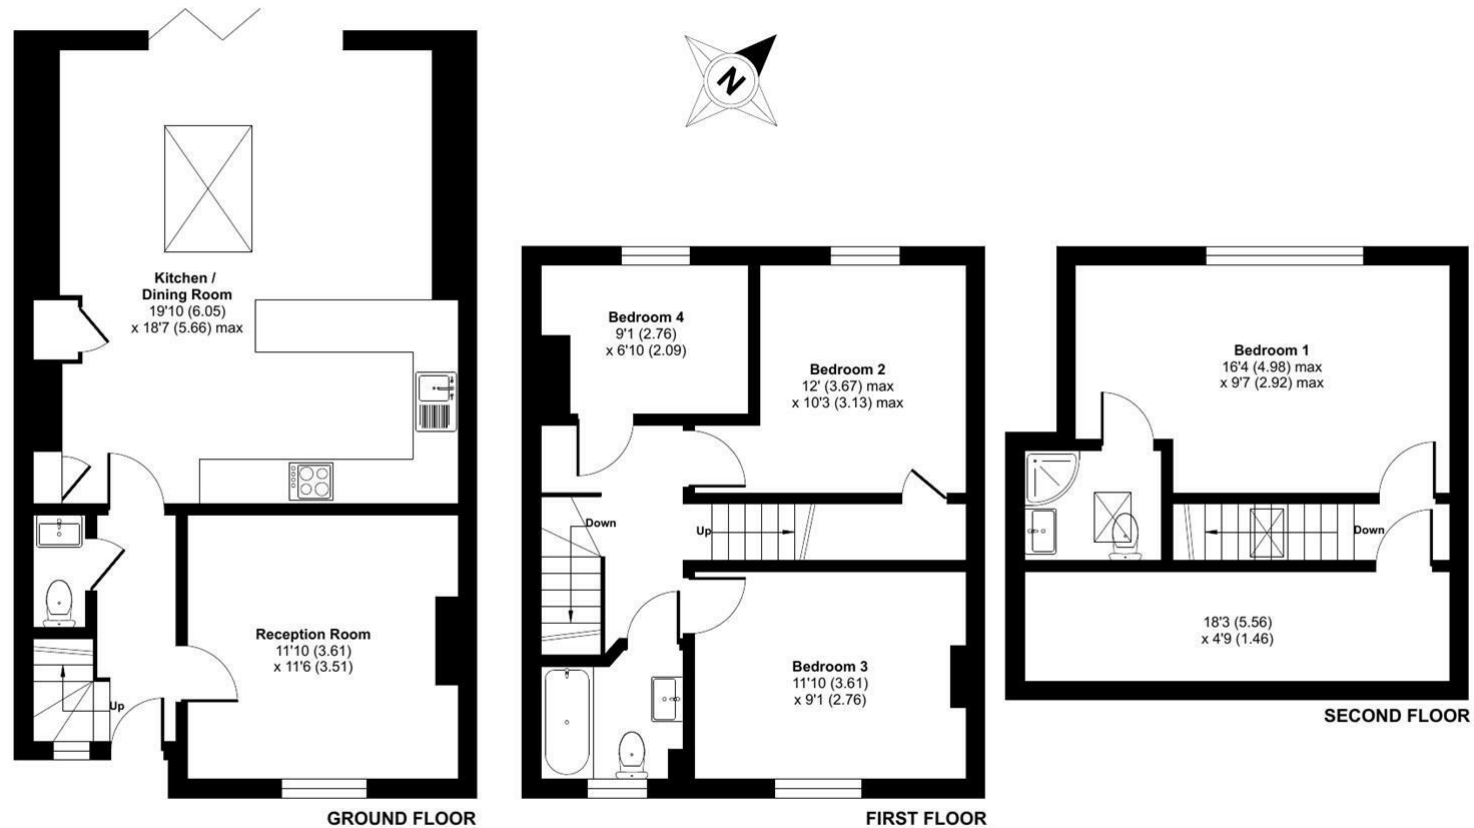 N
Kitchen /
Dining Room
19'10 (6.05)
x 18'7 (5.66) max
Reception Room
11'10 (3.61)
x 11'6 (3.51)
Up
GROUND FLOOR
Bedroom 4
9'1 (2.76)
x 6'10 (2.09)
Bedroom 2
12' (3.67) max
x 10'3 (3.13) max
Down
Up
Bedroom 3
11'10 (3.61)
x 9'1 (2.76)
FIRST FLOOR
Bedroom 1
16'4 (4.98) max
x 9'7 (2.92) max
Down
18'3 (5.56)
x 4'9 (1.46)
SECOND FLOOR